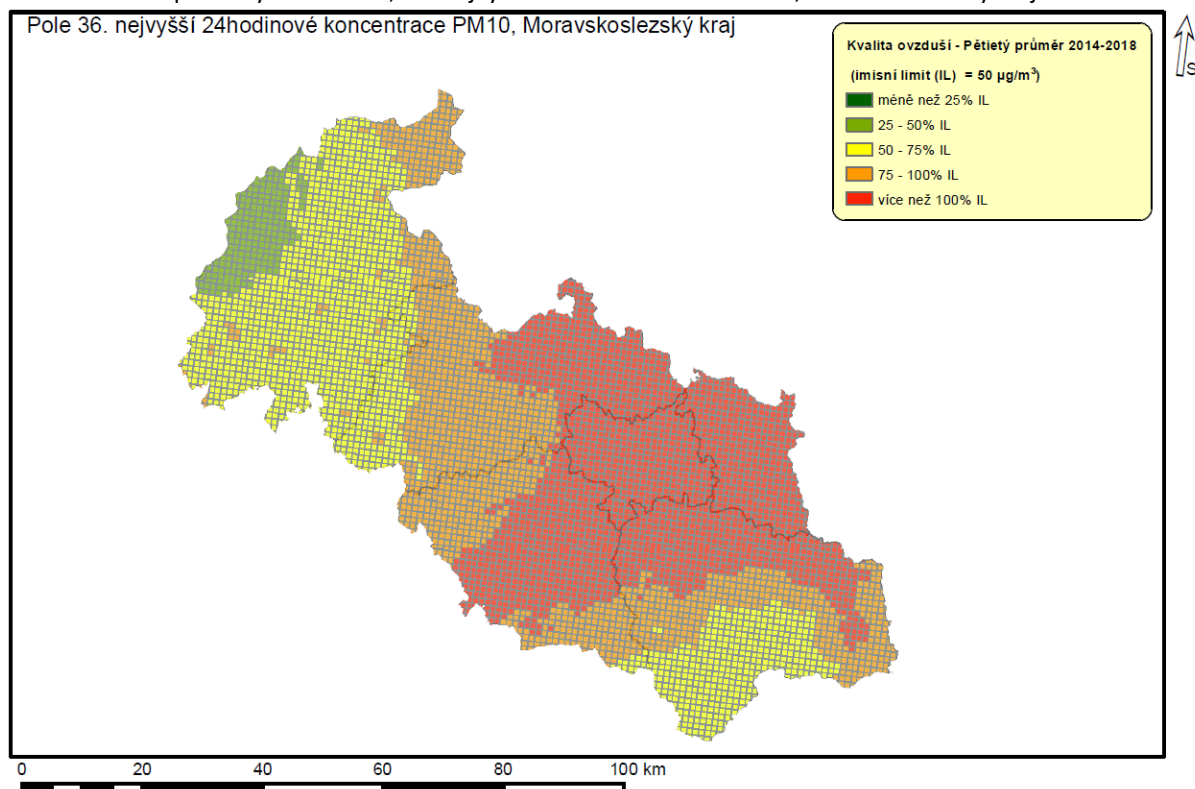 Pole 36. nejvyšší 24hodinové koncentrace PM10, Moravskoslezský kraj
Kvalita ovzduší - Pětiletý průměr 2014-2018
(imisní limit (IL) = 50 µg/m³)
méně než 25% IL
25 - 50% IL
50 - 75% IL
75 - 100% IL
více než 100% IL
S
0 20 40 60 80 100 km